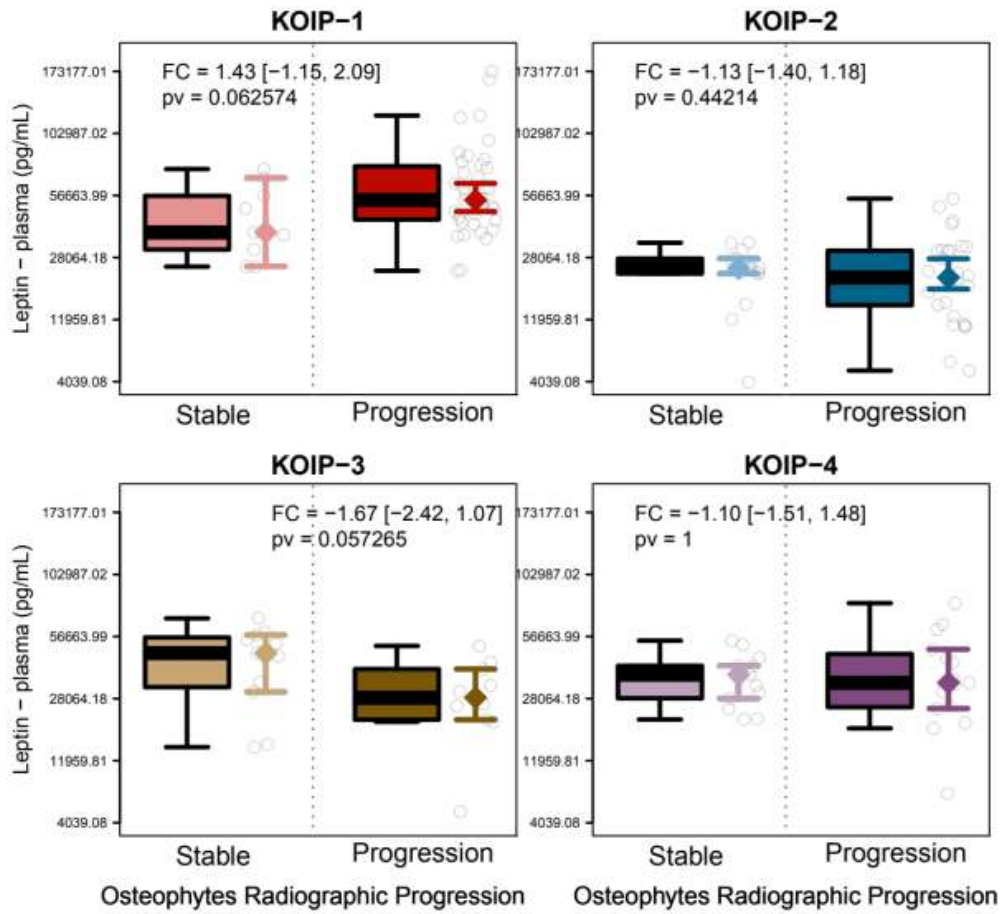 KOIP−1
KOIP−2
Leptin − plasma (pg/mL)
173177.01
102987.02
56663.99
28064.18
11959.81
4039.08
FC = 1.43 [−1.15, 2.09]
pv = 0.062574
Stable
Progression
173177.01
102987.02
56663.99
28064.18
11959.81
4039.08
FC = −1.13 [−1.40, 1.18]
pv = 0.44214
Stable
Progression
KOIP−3
KOIP−4
Leptin − plasma (pg/mL)
173177.01
102987.02
56663.99
28064.18
11959.81
4039.08
FC = −1.67 [−2.42, 1.07]
pv = 0.057265
Stable
Progression
Osteophytes Radiographic Progression
173177.01
102987.02
56663.99
28064.18
11959.81
4039.08
FC = −1.10 [−1.51, 1.48]
pv = 1
Stable
Progression
Osteophytes Radiographic Progression